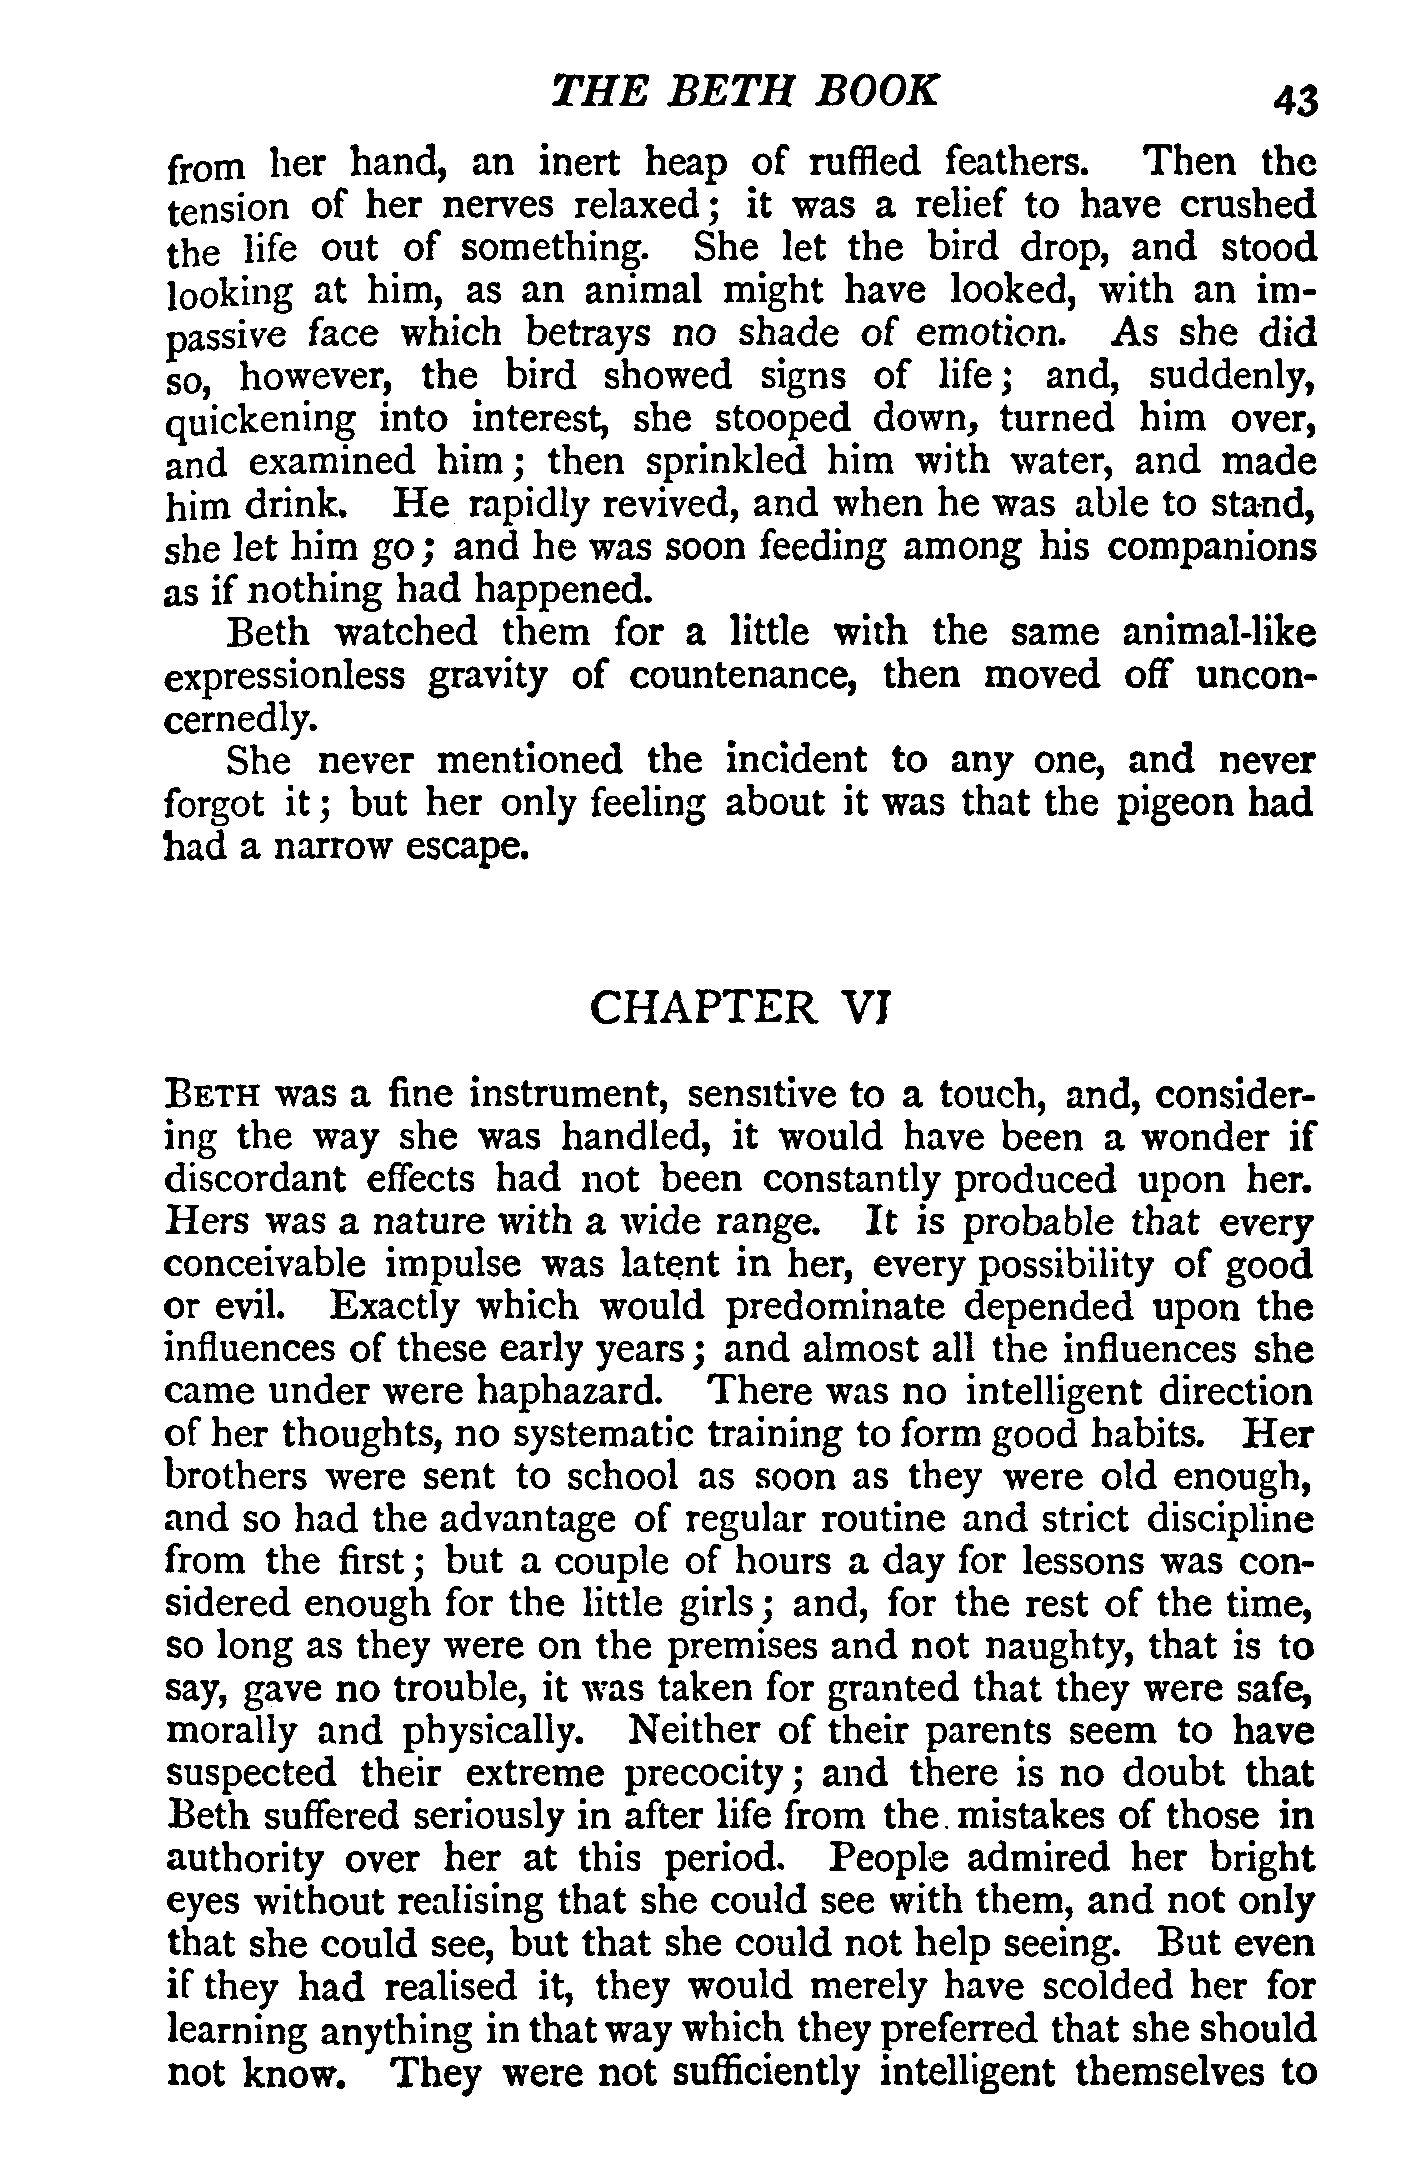 THE BETH BOOK 43
from her hand, an inert heap of ruffled feathers. Then the
tension of her nerves relaxed; it was a relief to have crushed
the life out of something. She let the bird drop, and stood
looking at him, as an animal might have looked, with an im-
passive face which betrays no shade of emotion. As she did
so, however, the bird showed signs of life; and, suddenly,
quickening into interest, she stooped down, turned him over,
and examined him; then sprinkled him with water, and made
him drink. He rapidly revived, and when he was able to stand,
she let him go; and he was soon feeding among his companions
as if nothing had happened.
Beth watched them for a little with the same animal-like
expressionless gravity of countenance, then moved off uncon-
cernedly.
She never mentioned the incident to any one, and never
forgot it; but her only feeling about it was that the pigeon had
had a narrow escape.
CHAPTER VI
BETH was a fine instrument, sensitive to a touch, and, consider-
ing the way she was handled, it would have been a wonder if
discordant effects had not been constantly produced upon her.
Hers was a nature with a wide range. It is probable that every
conceivable impulse was latent in her, every possibility of good
or evil. Exactly which would predominate depended upon the
influences of these early years; and almost all the influences she
came under were haphazard. There was no intelligent direction
of her thoughts, no systematic training to form good habits. Her
brothers were sent to school as soon as they were old enough,
and so had the advantage of regular routine and strict discipline
from the first; but a couple of hours a day for lessons was con-
sidered enough for the little girls; and, for the rest of the time,
so long as they were on the premises and not naughty, that is to
say, gave no trouble, it was taken for granted that they were safe,
morally and physically. Neither of their parents seem to have
suspected their extreme precocity; and there is no doubt that
Beth suffered seriously in after life from the mistakes of those in
authority over her at this period. People admired her bright
eyes without realising that she could see with them, and not only
that she could see, but that she could not help seeing. But even
if they had realised it, they would merely have scolded her for
learning anything in that way which they preferred that she should
not know. They were not sufficiently intelligent themselves to